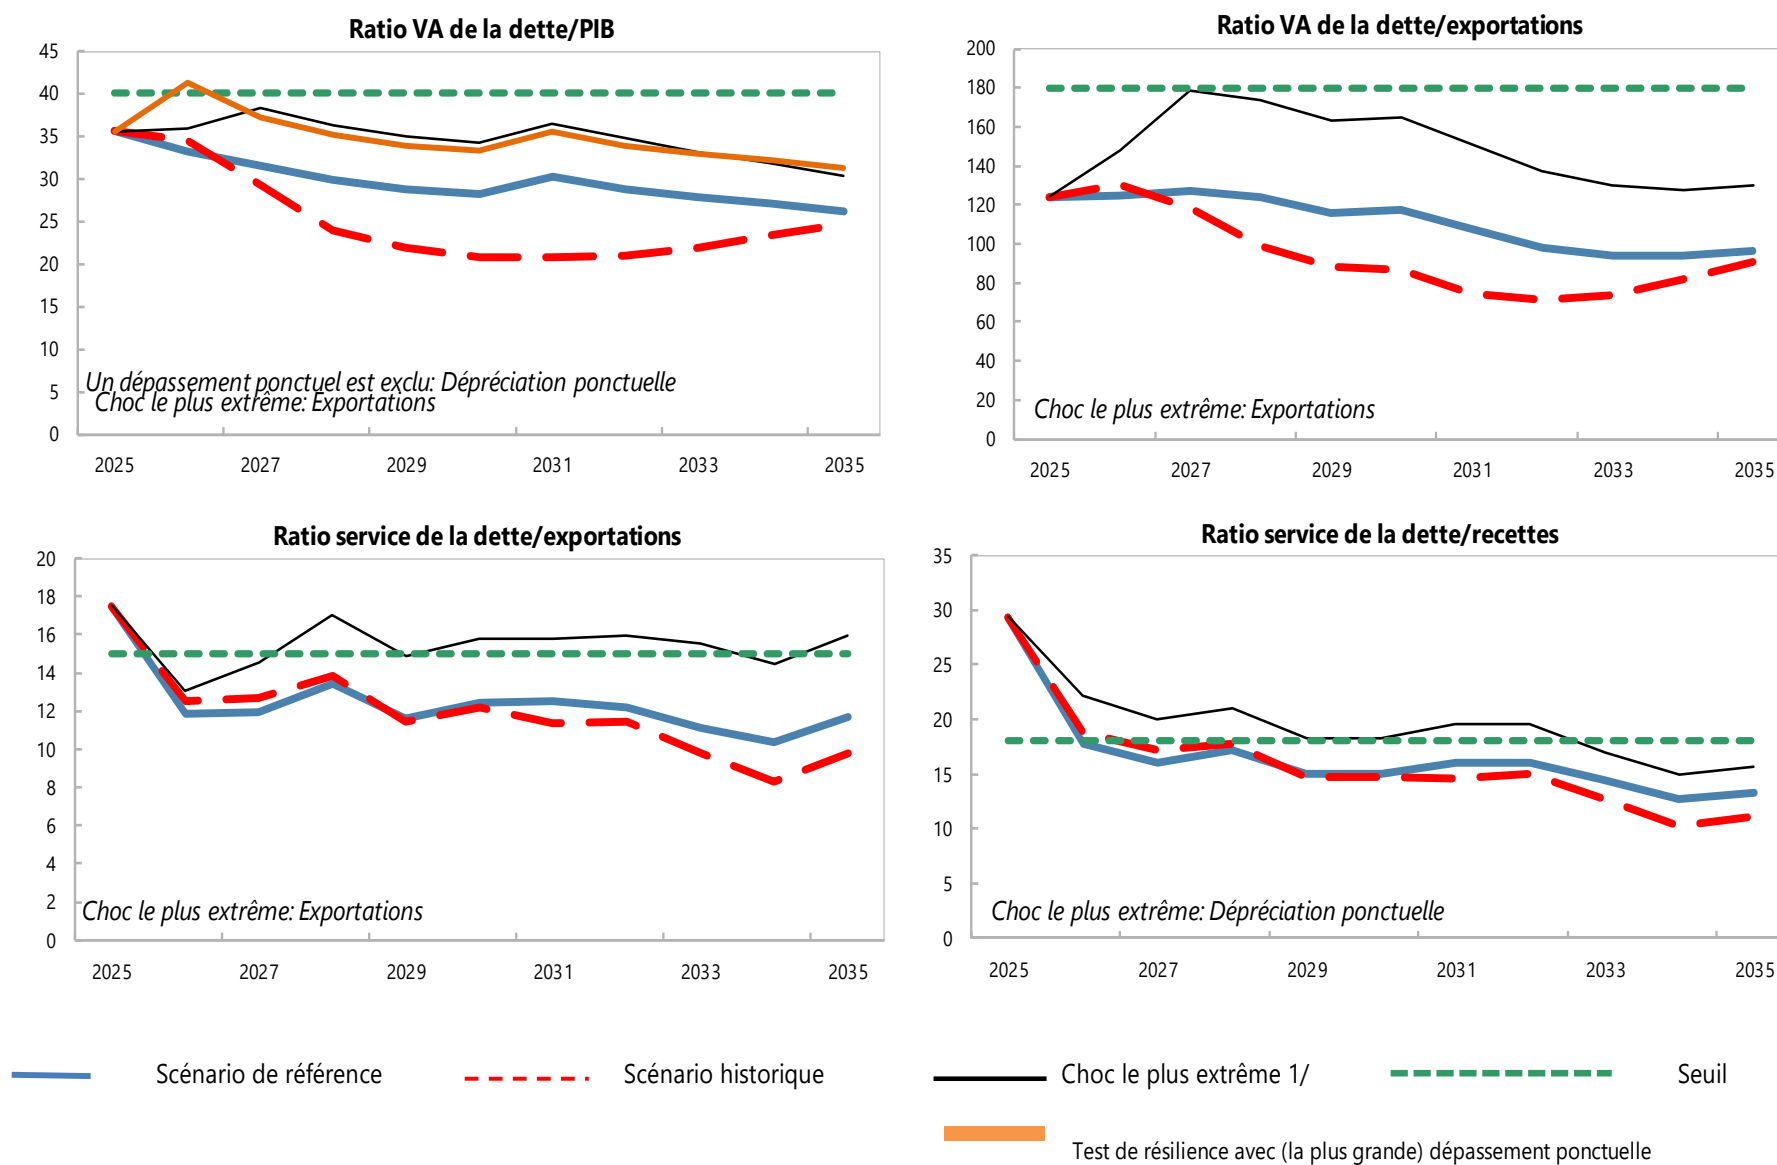 Ratio VA de la dette/PIB
45
40
35
30
25
20
15
10
5
0
Un dépassement ponctuel est exclu: Dépréciation ponctuelle
Choc le plus extrême: Exportations
2025 2027 2029 2031 2033 2035
Ratio VA de la dette/exportations
200
180
160
140
120
100
80
60
40
20
0
Choc le plus extrême: Exportations
2025 2027 2029 2031 2033 2035
Ratio service de la dette/exportations
20
18
16
14
12
10
8
6
4
2
0
Choc le plus extrême: Exportations
2025 2027 2029 2031 2033 2035
Ratio service de la dette/recettes
35
30
25
20
15
10
5
0
Choc le plus extrême: Dépréciation ponctuelle
2025 2027 2029 2031 2033 2035
Scénario de référence
Scénario historique
Choc le plus extrême 1/
Seuil
Test de résilience avec (la plus grande) dépassement ponctuelle